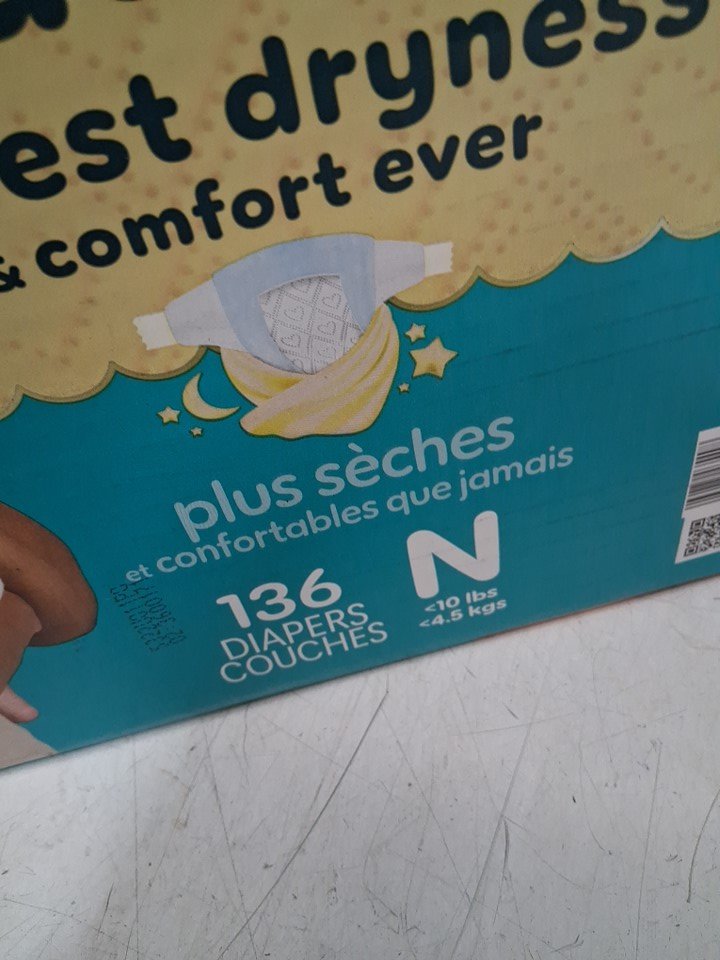 est dryness
& comfort ever
plus sèches
et confortables que jamais
136
DIAPERS
COUCHES
N
<10 lbs
<4.5 kgs